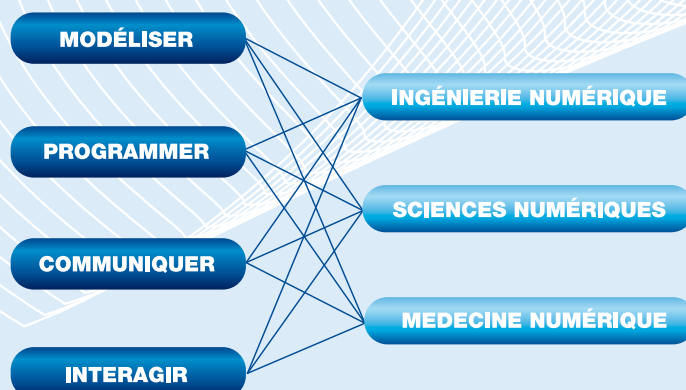 MODÉLISER
PROGRAMMER
COMMUNIQUER
INTERAGIR
INGÉNIERIE NUMÉRIQUE
SCIENCES NUMÉRIQUES
MEDECINE NUMÉRIQUE